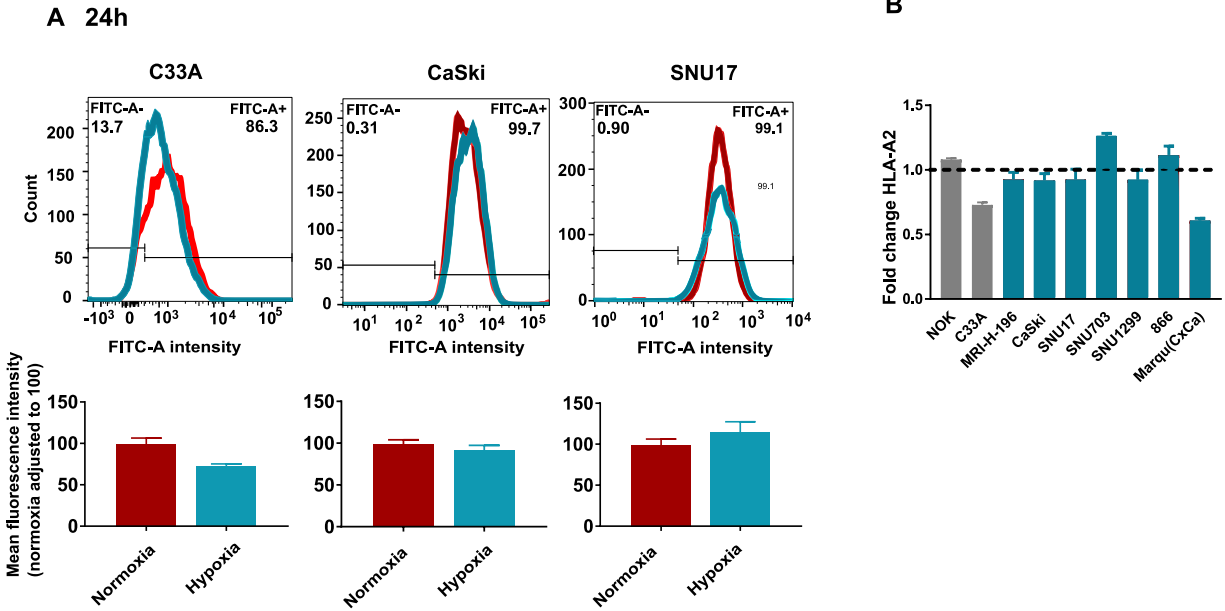 A 24h
B
C33A
CaSki
SNU17
FITC-A-
13.7
FITC-A+
86.3
Count
200
150
100
50
0
-10³ 0 10³ 10⁴ 10⁵
FITC-A intensity
FITC-A-
0.31
FITC-A+
99.7
250
200
150
100
50
0
10¹ 10² 10³ 10⁴ 10⁵
FITC-A intensity
FITC-A-
0.90
FITC-A+
99.1
99.1
300
200
100
0
10⁰ 10¹ 10² 10³ 10⁴
FITC-A intensity
Fold change HLA-A2
1.5
1.0
0.5
0.0
NOK
C33A
MRI-H-196
CaSki
SNU17
SNU703
SNU1299
866
Marqu(CxCa)
Mean fluorescence intensity
(normoxia adjusted to 100)
150
100
50
0
Normoxia
Hypoxia
150
100
50
0
Normoxia
Hypoxia
150
100
50
0
Normoxia
Hypoxia